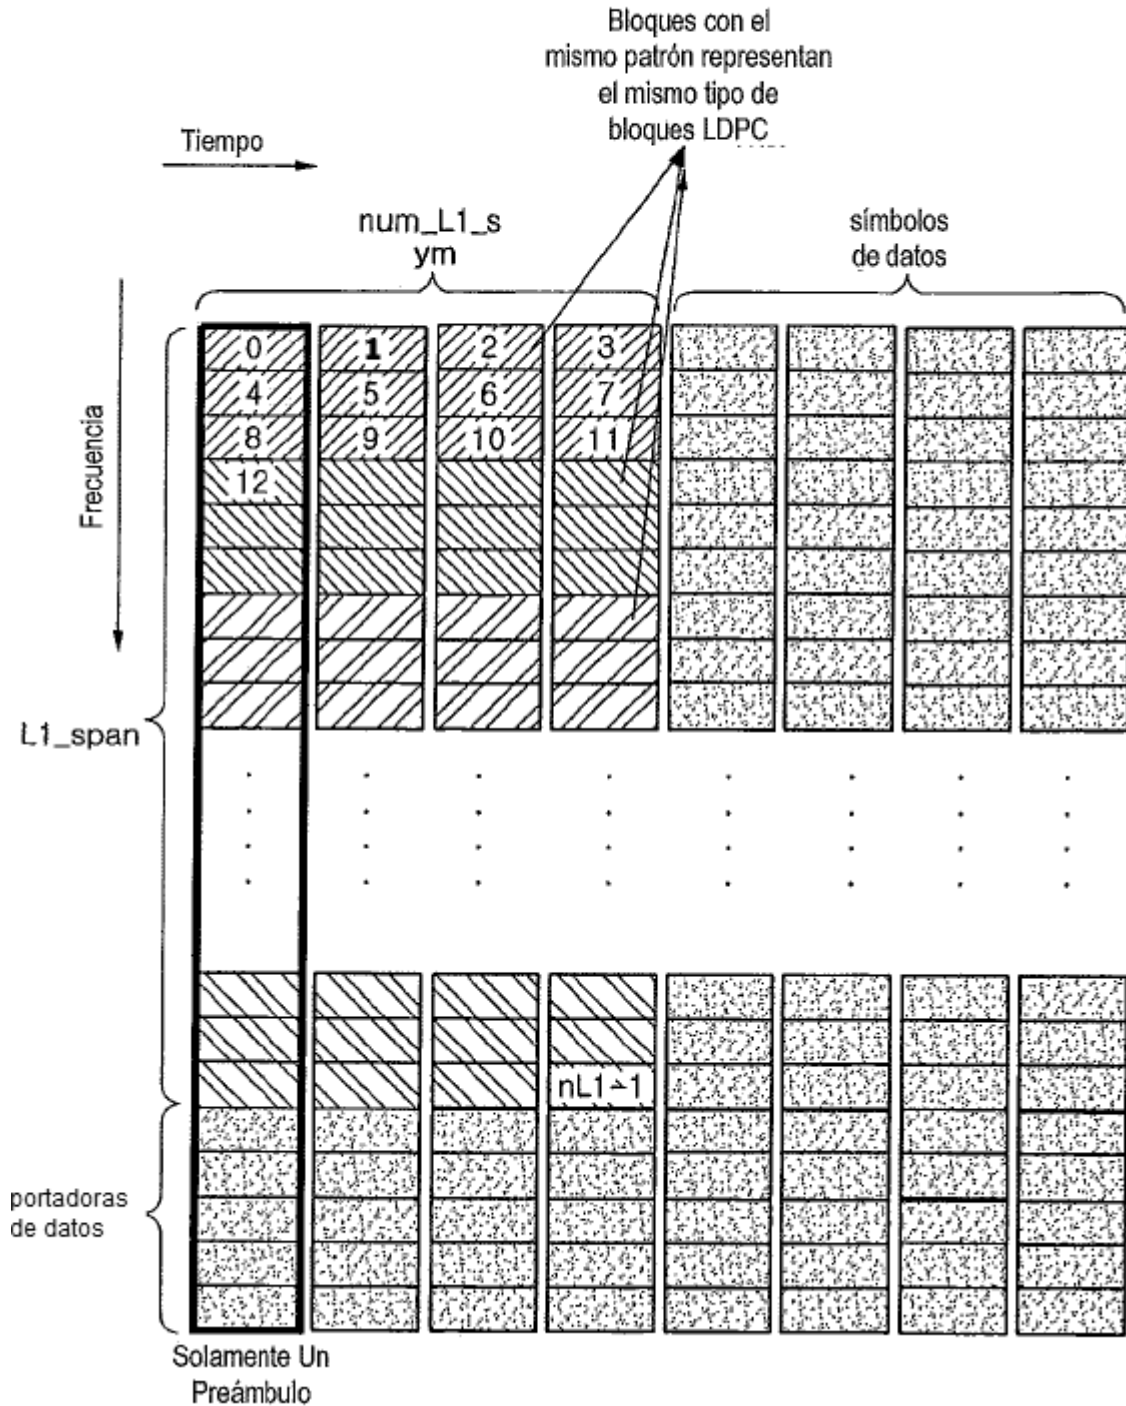 Bloques con el
mismo patrón representan
el mismo tipo de
bloques LDPC
Tiempo
num_L1_s
ym
símbolos
de datos
Frecuencia
0 1 2 3
4 5 6 7
8 9 10 11
12
L1_span
nL1-1
portadoras
de datos
Solamente Un
Preámbulo